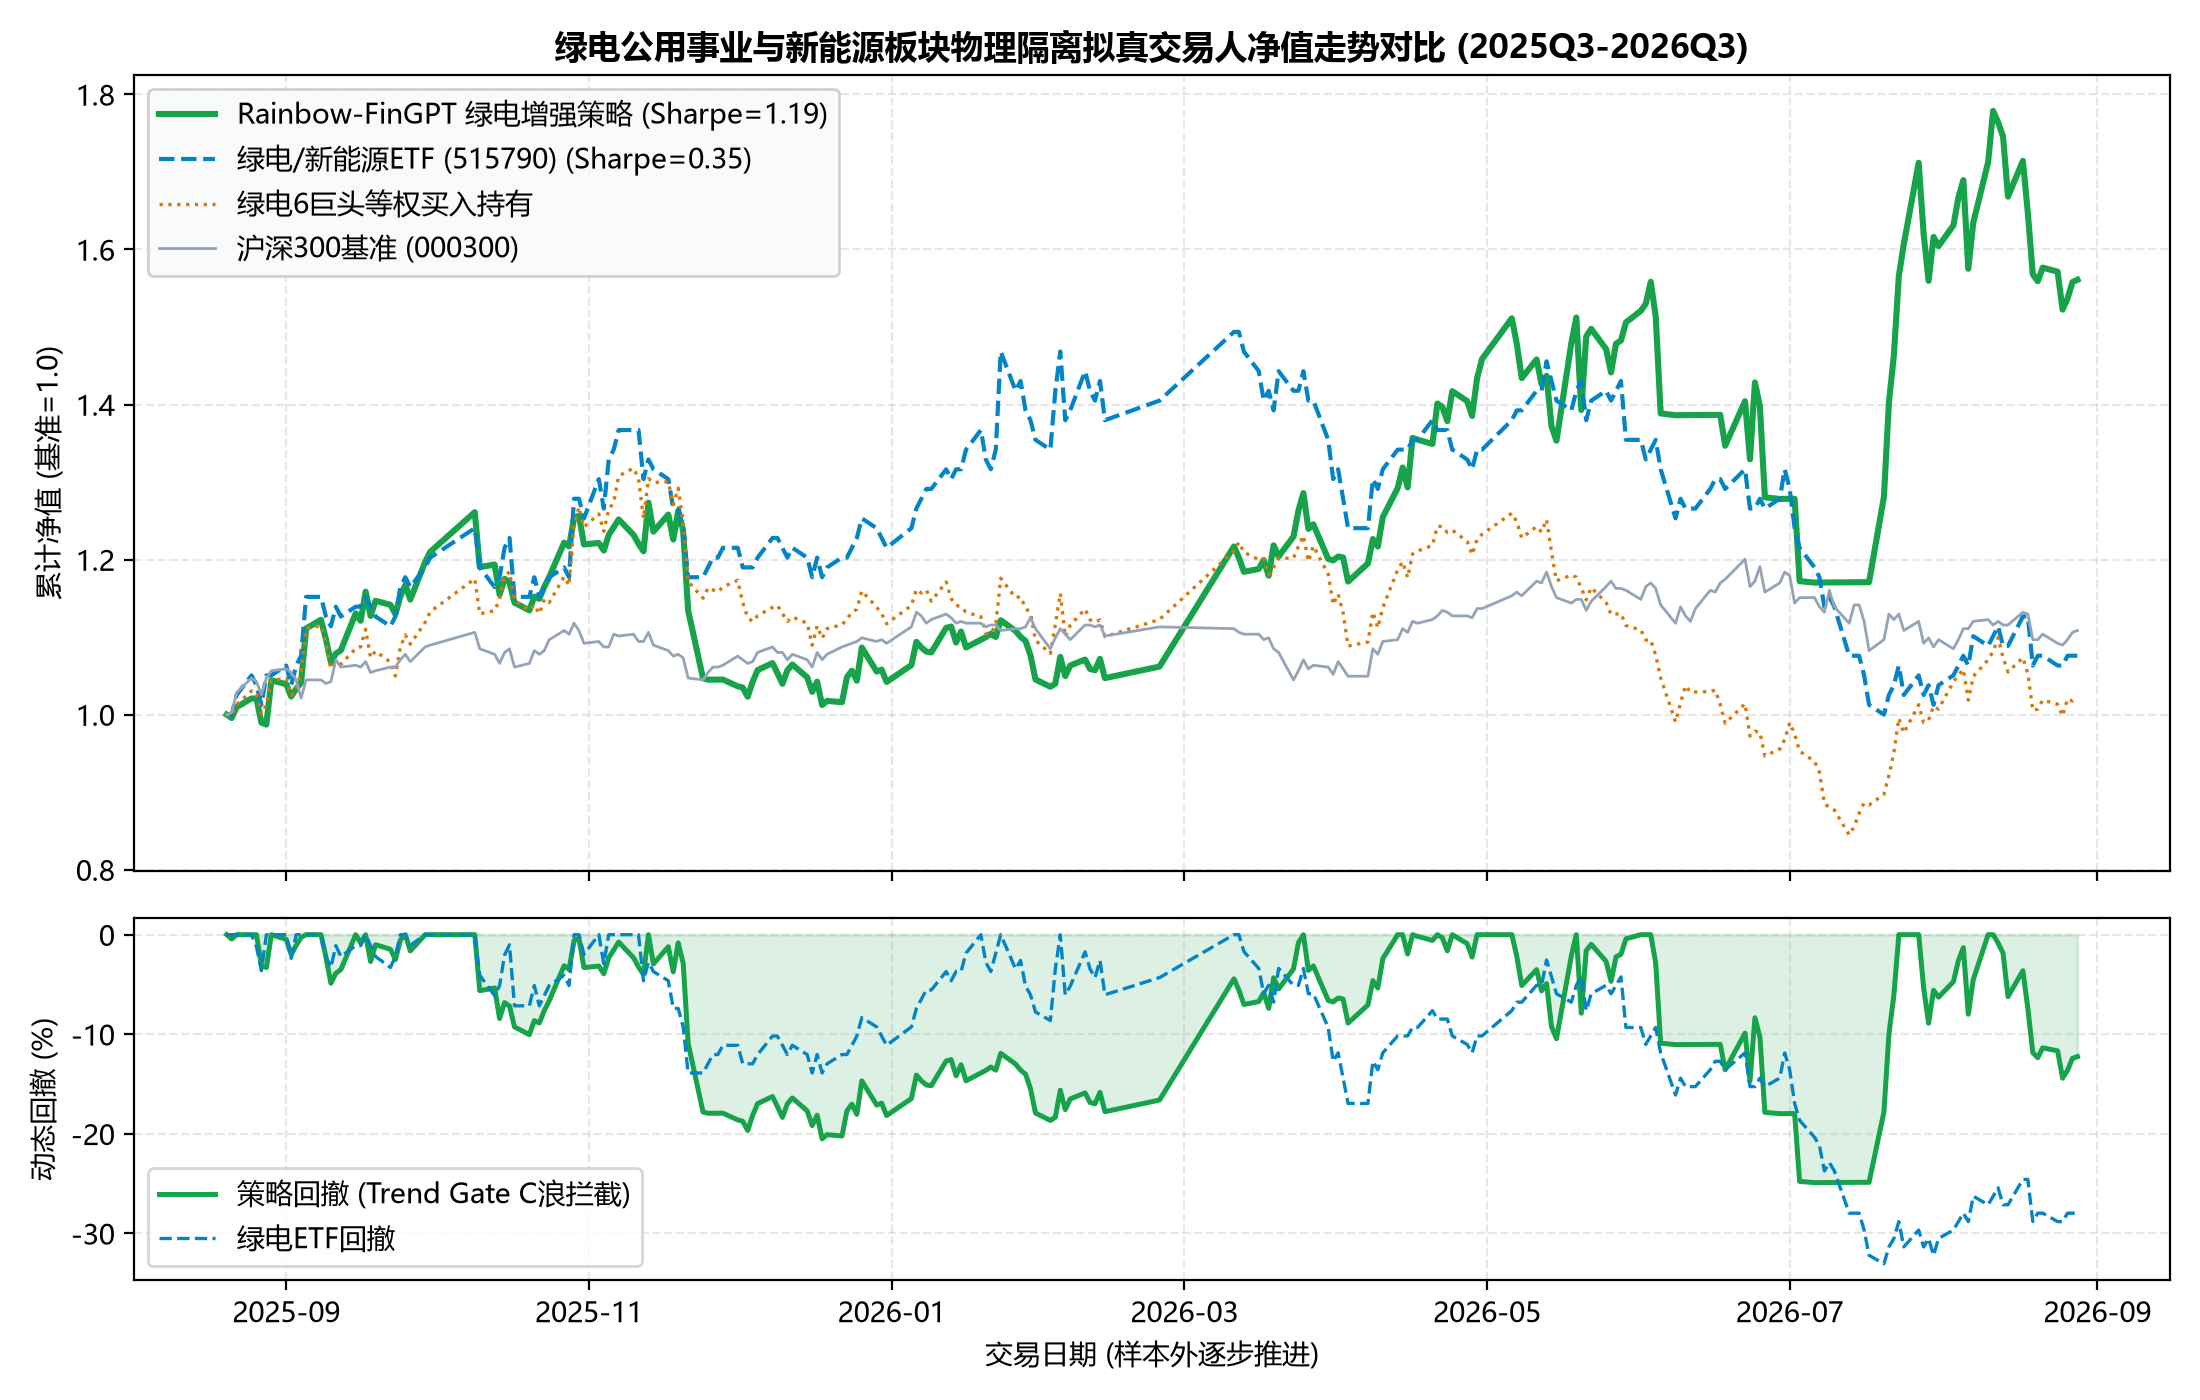 绿电公用事业与新能源板块物理隔离拟真交易人净值走势对比 (2025Q3-2026Q3)
累计净值 (基准=1.0)
1.8
1.6
1.4
1.2
1.0
0.8
Rainbow-FinGPT 绿电增强策略 (Sharpe=1.19)
绿电/新能源ETF (515790) (Sharpe=0.35)
绿电6巨头等权买入持有
沪深300基准 (000300)
动态回撤 (%)
0
-10
-20
-30
策略回撤 (Trend Gate C浪拦截)
绿电ETF回撤
2025-09
2025-11
2026-01
2026-03
2026-05
2026-07
2026-09
交易日期 (样本外逐步推进)